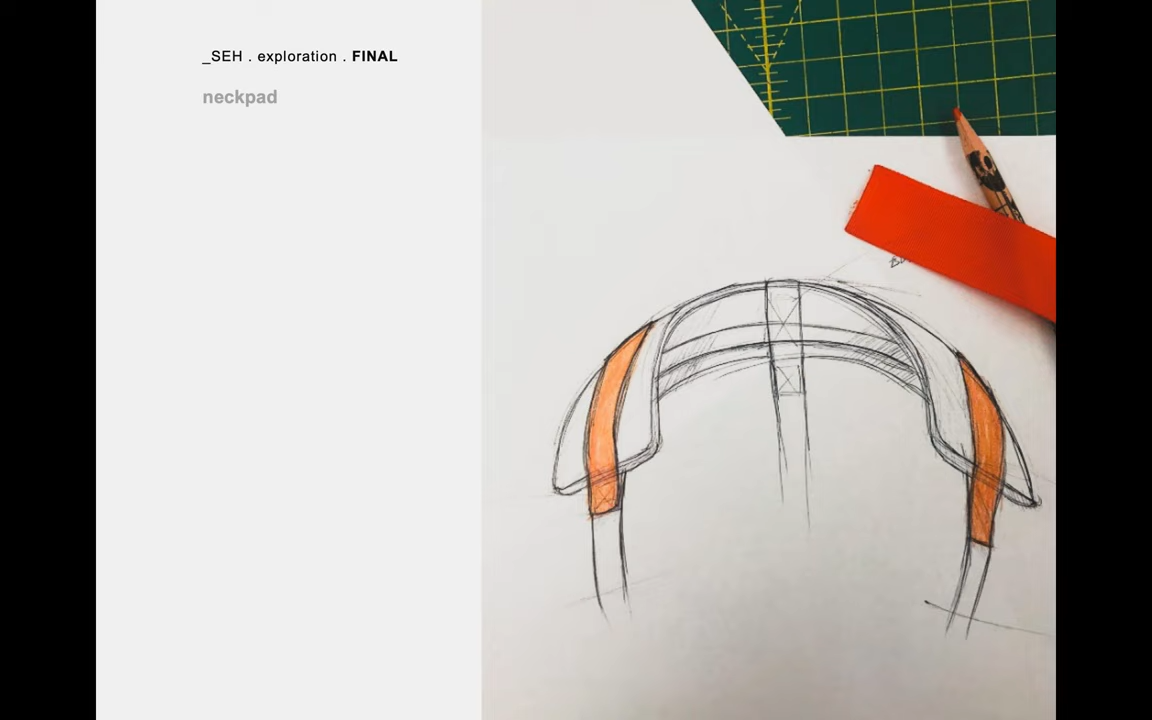 _SEH . exploration . FINAL
neckpad